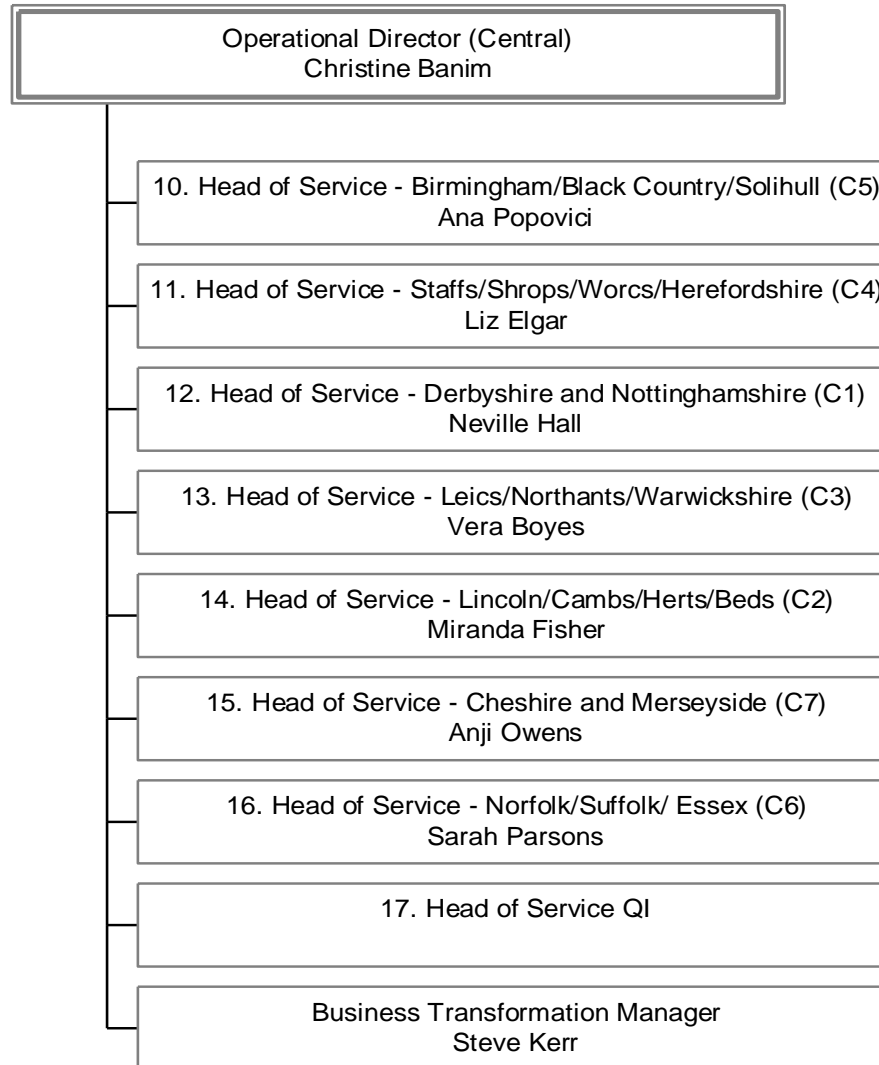 Operational Director (Central)
Christine Banim
10. Head of Service - Birmingham/Black Country/Solihull (C5)
Ana Popovici
11. Head of Service - Staffs/Shrops/Worcs/Herefordshire (C4)
Liz Elgar
12. Head of Service - Derbyshire and Nottinghamshire (C1)
Neville Hall
13. Head of Service - Leics/Northants/Warwickshire (C3)
Vera Boyes
14. Head of Service - Lincoln/Cambs/Herts/Beds (C2)
Miranda Fisher
15. Head of Service - Cheshire and Merseyside (C7)
Anji Owens
16. Head of Service - Norfolk/Suffolk/ Essex (C6)
Sarah Parsons
17. Head of Service QI
Business Transformation Manager
Steve Kerr